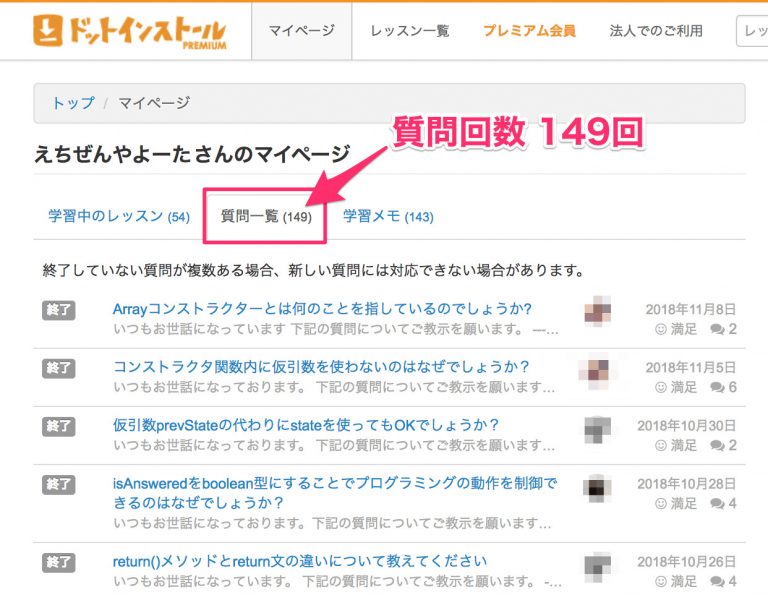 ドットインストール
PREMIUM
マイページ
レッスン一覧
プレミアム会員
法人でのご利用
レッ
トップ / マイページ
質問回数 149回
えちぜんやよーたさんのマイページ
学習中のレッスン (54)
質問一覧 (149)
学習メモ (143)
終了していない質問が複数ある場合、新しい質問には対応できない場合があります。
終了
Arrayコンストラクターとは何のことを指しているのでしょうか?
2018年11月8日
いつもお世話になっています 下記の質問についてご教示を願います。 —...
満足 2
終了
コンストラクタ関数内に仮引数を使わないのはなぜでしょうか？
2018年11月5日
いつもお世話になっております。 下記の質問についてご教示を願います...
満足 6
終了
仮引数prevStateの代わりにstateを使ってもOKでしょうか？
2018年10月30日
いつもお世話になっております。 下記の質問についてご教示を願います...
満足 2
終了
isAnsweredをboolean型にすることでプログラミングの動作を制御で
きるのはなぜでしょうか？
2018年10月28日
いつもお世話になっております。下記の質問についてご教示を願います...
満足 4
終了
return()メソッドとreturn文の違いについて教えてください
2018年10月26日
いつもお世話になっております。 下記の質問についてご教示を願います。 -...
満足 4